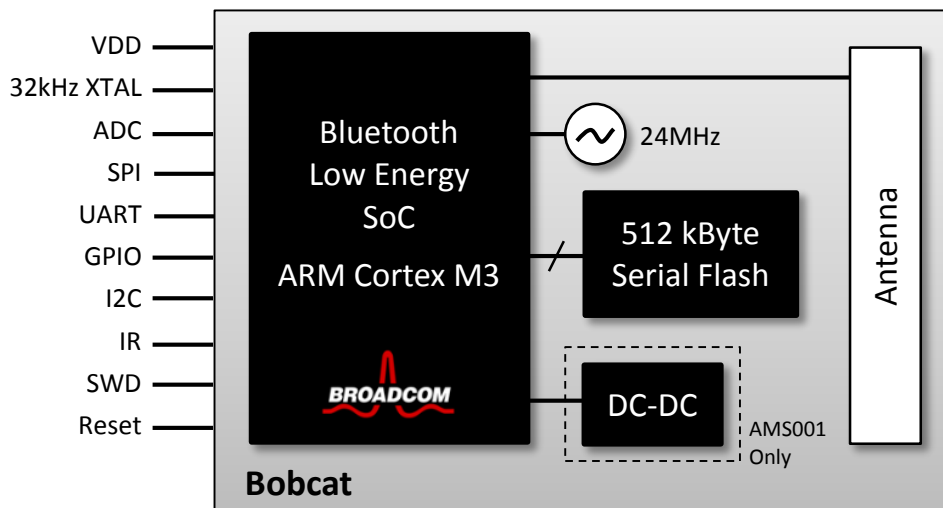 VDD
32kHz XTAL
ADC
SPI
UART
GPIO
I2C
IR
SWD
Reset
Bluetooth
Low Energy
SoC
ARM Cortex M3
BROADCOM
24MHz
512 kByte
Serial Flash
DC-DC
AMS001
Only
Antenna
Bobcat